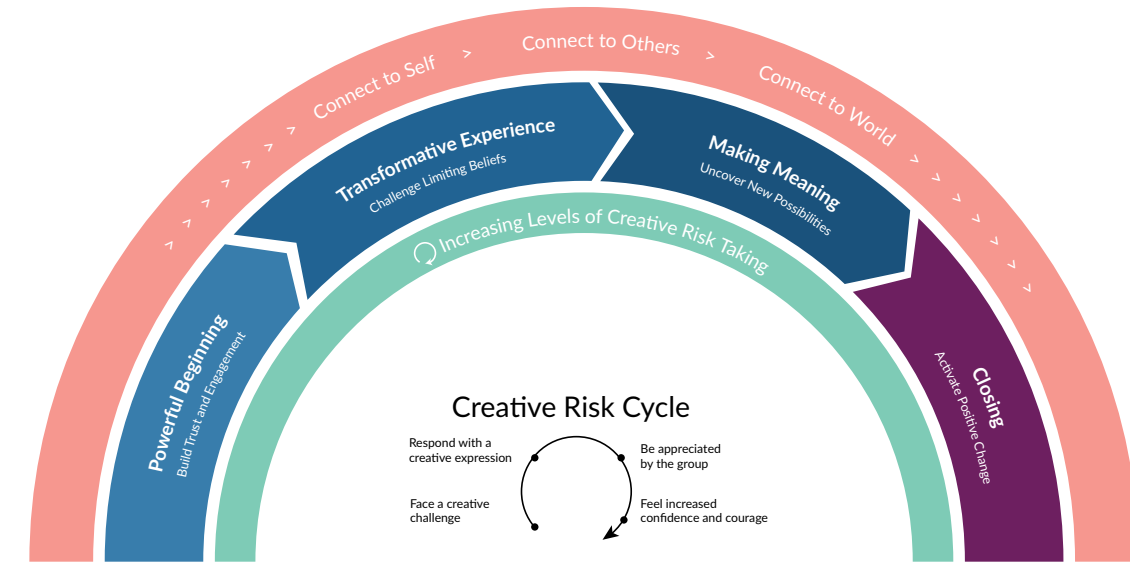 Connect to Self > Connect to Others > Connect to World
Powerful Beginning
Build Trust and Engagement
Transformative Experience
Challenge Limiting Beliefs
Making Meaning
Uncover New Possibilities
Closing
Activate Positive Change
Increasing Levels of Creative Risk Taking
Creative Risk Cycle
Face a creative
challenge
Respond with a
creative expression
Be appreciated
by the group
Feel increased
confidence and courage